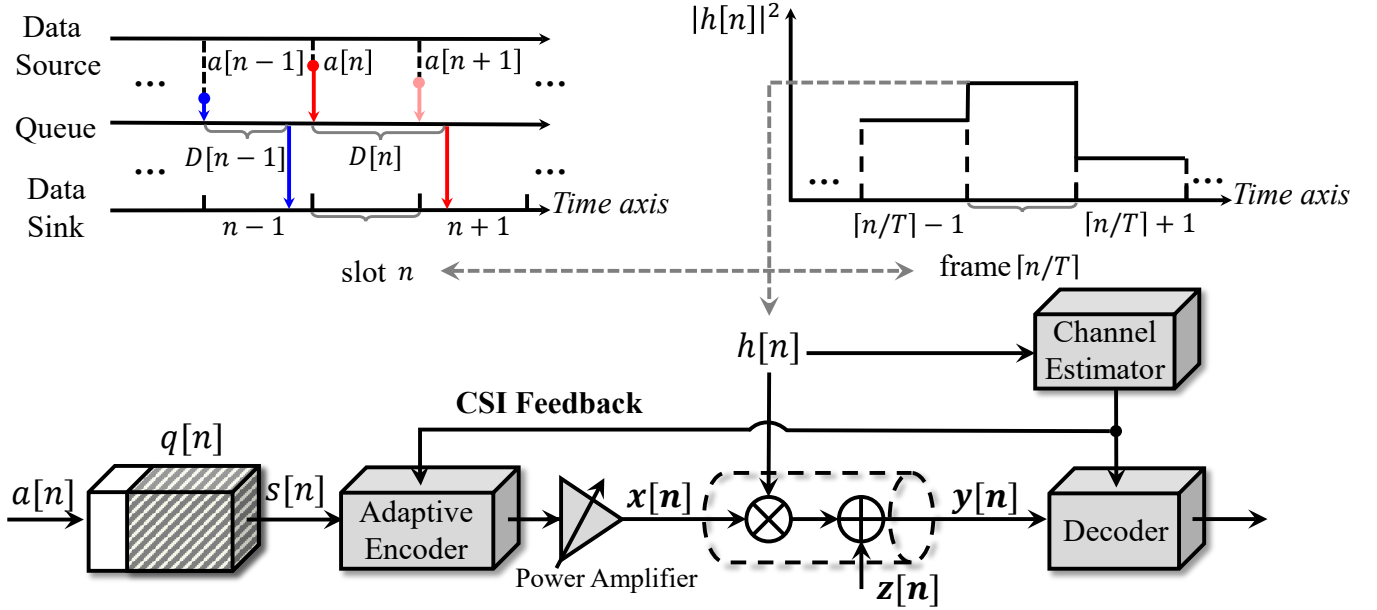 Data Source
a[n − 1]
a[n]
a[n + 1]
...
...
Queue
D[n − 1]
D[n]
...
...
Data Sink
n − 1
n + 1
Time axis
slot n
|h[n]|²
...
...
⌈n/T⌉ − 1
⌈n/T⌉ + 1
Time axis
frame ⌈n/T⌉
h[n]
Channel Estimator
CSI Feedback
a[n]
q[n]
s[n]
Adaptive Encoder
Power Amplifier
x[n]
z[n]
y[n]
Decoder